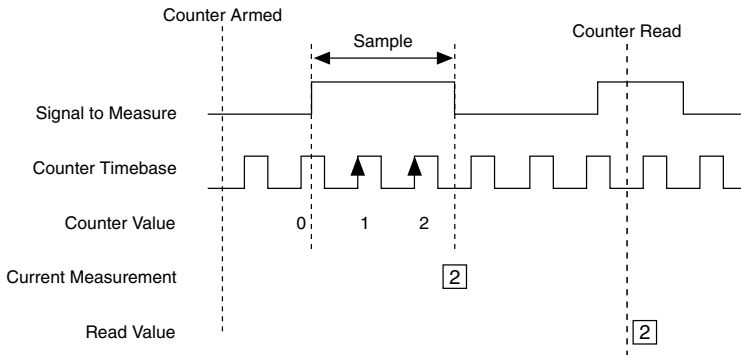 Counter Armed
Sample
Counter Read
Signal to Measure
Counter Timebase
Counter Value 0 1 2
Current Measurement 2
Read Value 2